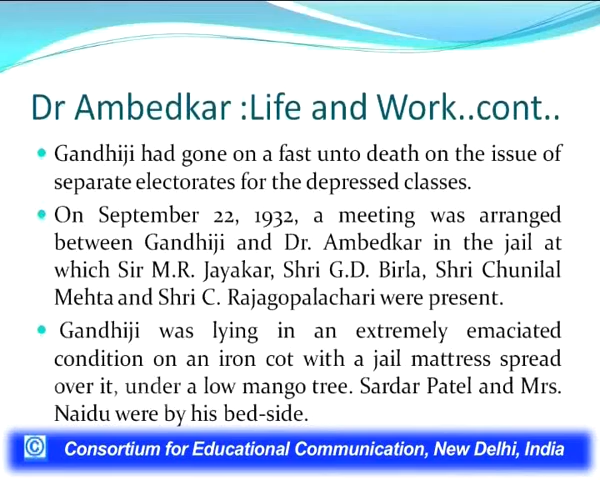 Dr Ambedkar :Life and Work..cont..
• Gandhiji had gone on a fast unto death on the issue of
separate electorates for the depressed classes.
• On September 22, 1932, a meeting was arranged
between Gandhiji and Dr. Ambedkar in the jail at
which Sir M.R. Jayakar, Shri G.D. Birla, Shri Chunilal
Mehta and Shri C. Rajagopalachari were present.
• Gandhiji was lying in an extremely emaciated
condition on an iron cot with a jail mattress spread
over it, under a low mango tree. Sardar Patel and Mrs.
Naidu were by his bed-side.
© Consortium for Educational Communication, New Delhi, India